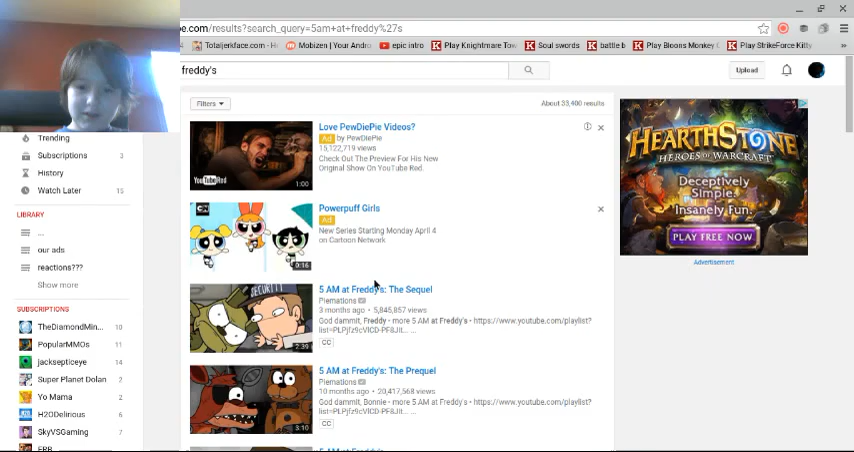 be.com/results?search_query=5am+at+freddy%27s
Totaljerkface.com - H
Mobizen | Your Andro
epic intro
Play Knightmare Tow
Soul swords
battle b
Play Bloons Monkey C
Play StrikeForce Kitty
»
freddy's
Upload
Filters
About 33,400 results
Trending
Subscriptions 3
History
Watch Later 15
LIBRARY
...
our ads
reactions???
Show more
SUBSCRIPTIONS
TheDiamondMin... 10
PopularMMOs 11
jacksepticeye 14
Super Planet Dolan 2
Yo Mama 2
H2ODelirious 6
SkyVSGaming 7
ERB
YouTube Red
1:00
Love PewDiePie Videos?
Ad by PewDiePie
15,122,719 views
Check Out The Preview For His New
Original Show On YouTube Red.
CN
0:16
Powerpuff Girls
Ad
New Series Starting Monday April 4
on Cartoon Network
SECURITY
2:39
5 AM at Freddy's: The Sequel
Piemations
3 months ago • 5,845,857 views
God dammit, Freddy • more 5 AM at Freddy's • https://www.youtube.com/playlist?
list=PLPjfz9cVlCD-PF8Jit... ...
CC
3:10
5 AM at Freddy's: The Prequel
Piemations
10 months ago • 20,417,568 views
God dammit, Bonnie • more 5 AM at Freddy's • https://www.youtube.com/playlist?
list=PLPjfz9cVlCD-PF8Jit... ...
CC
HEARTHSTONE
HEROES OF WARCRAFT
Deceptively
Simple.
Insanely Fun.
PLAY FREE NOW
Advertisement